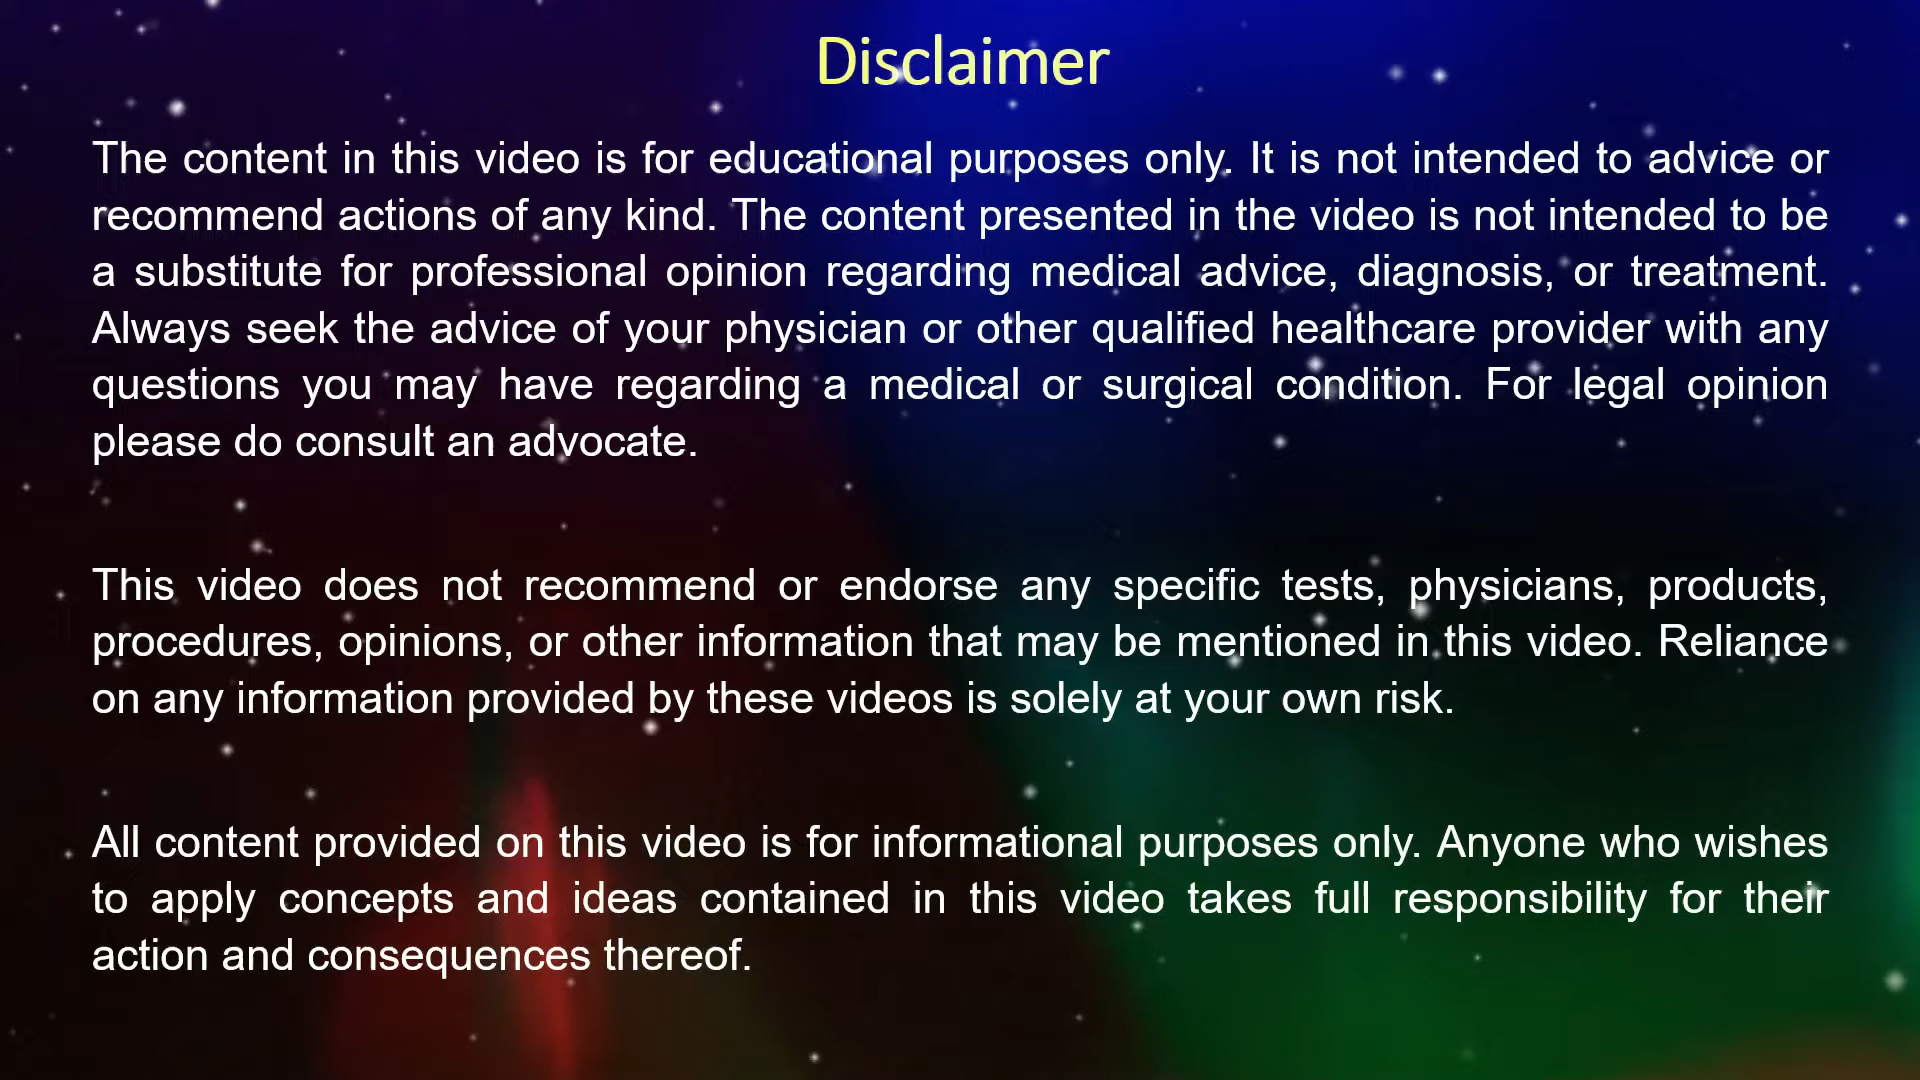 Disclaimer
The content in this video is for educational purposes only. It is not intended to advice or
recommend actions of any kind. The content presented in the video is not intended to be
a substitute for professional opinion regarding medical advice, diagnosis, or treatment.
Always seek the advice of your physician or other qualified healthcare provider with any
questions you may have regarding a medical or surgical condition. For legal opinion
please do consult an advocate.
This video does not recommend or endorse any specific tests, physicians, products,
procedures, opinions, or other information that may be mentioned in this video. Reliance
on any information provided by these videos is solely at your own risk.
All content provided on this video is for informational purposes only. Anyone who wishes
to apply concepts and ideas contained in this video takes full responsibility for their
action and consequences thereof.